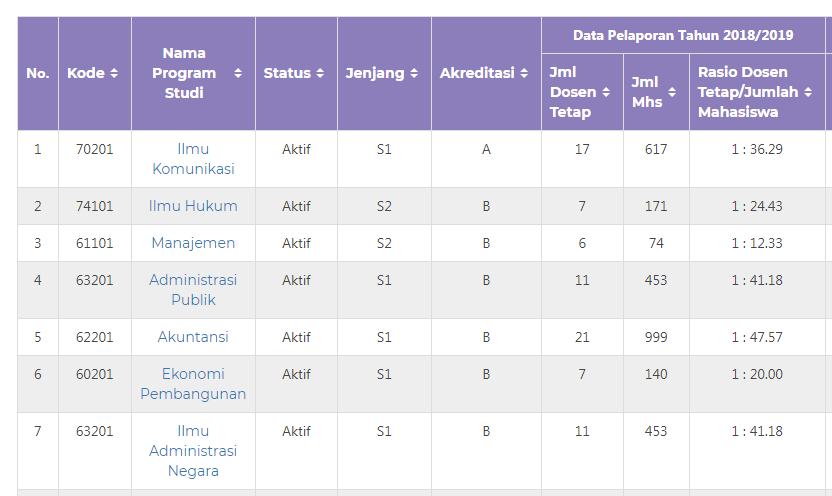 No. Kode Nama Program Studi Status Jenjang Akreditasi Data Pelaporan Tahun 2018/2019
Jml Dosen Tetap Jml Mhs Rasio Dosen Tetap/Jumlah Mahasiswa
1 70201 Ilmu Komunikasi Aktif S1 A 17 617 1 : 36.29
2 74101 Ilmu Hukum Aktif S2 B 7 171 1 : 24.43
3 61101 Manajemen Aktif S2 B 6 74 1 : 12.33
4 63201 Administrasi Publik Aktif S1 B 11 453 1 : 41.18
5 62201 Akuntansi Aktif S1 B 21 999 1 : 47.57
6 60201 Ekonomi Pembangunan Aktif S1 B 7 140 1 : 20.00
7 63201 Ilmu Administrasi Negara Aktif S1 B 11 453 1 : 41.18